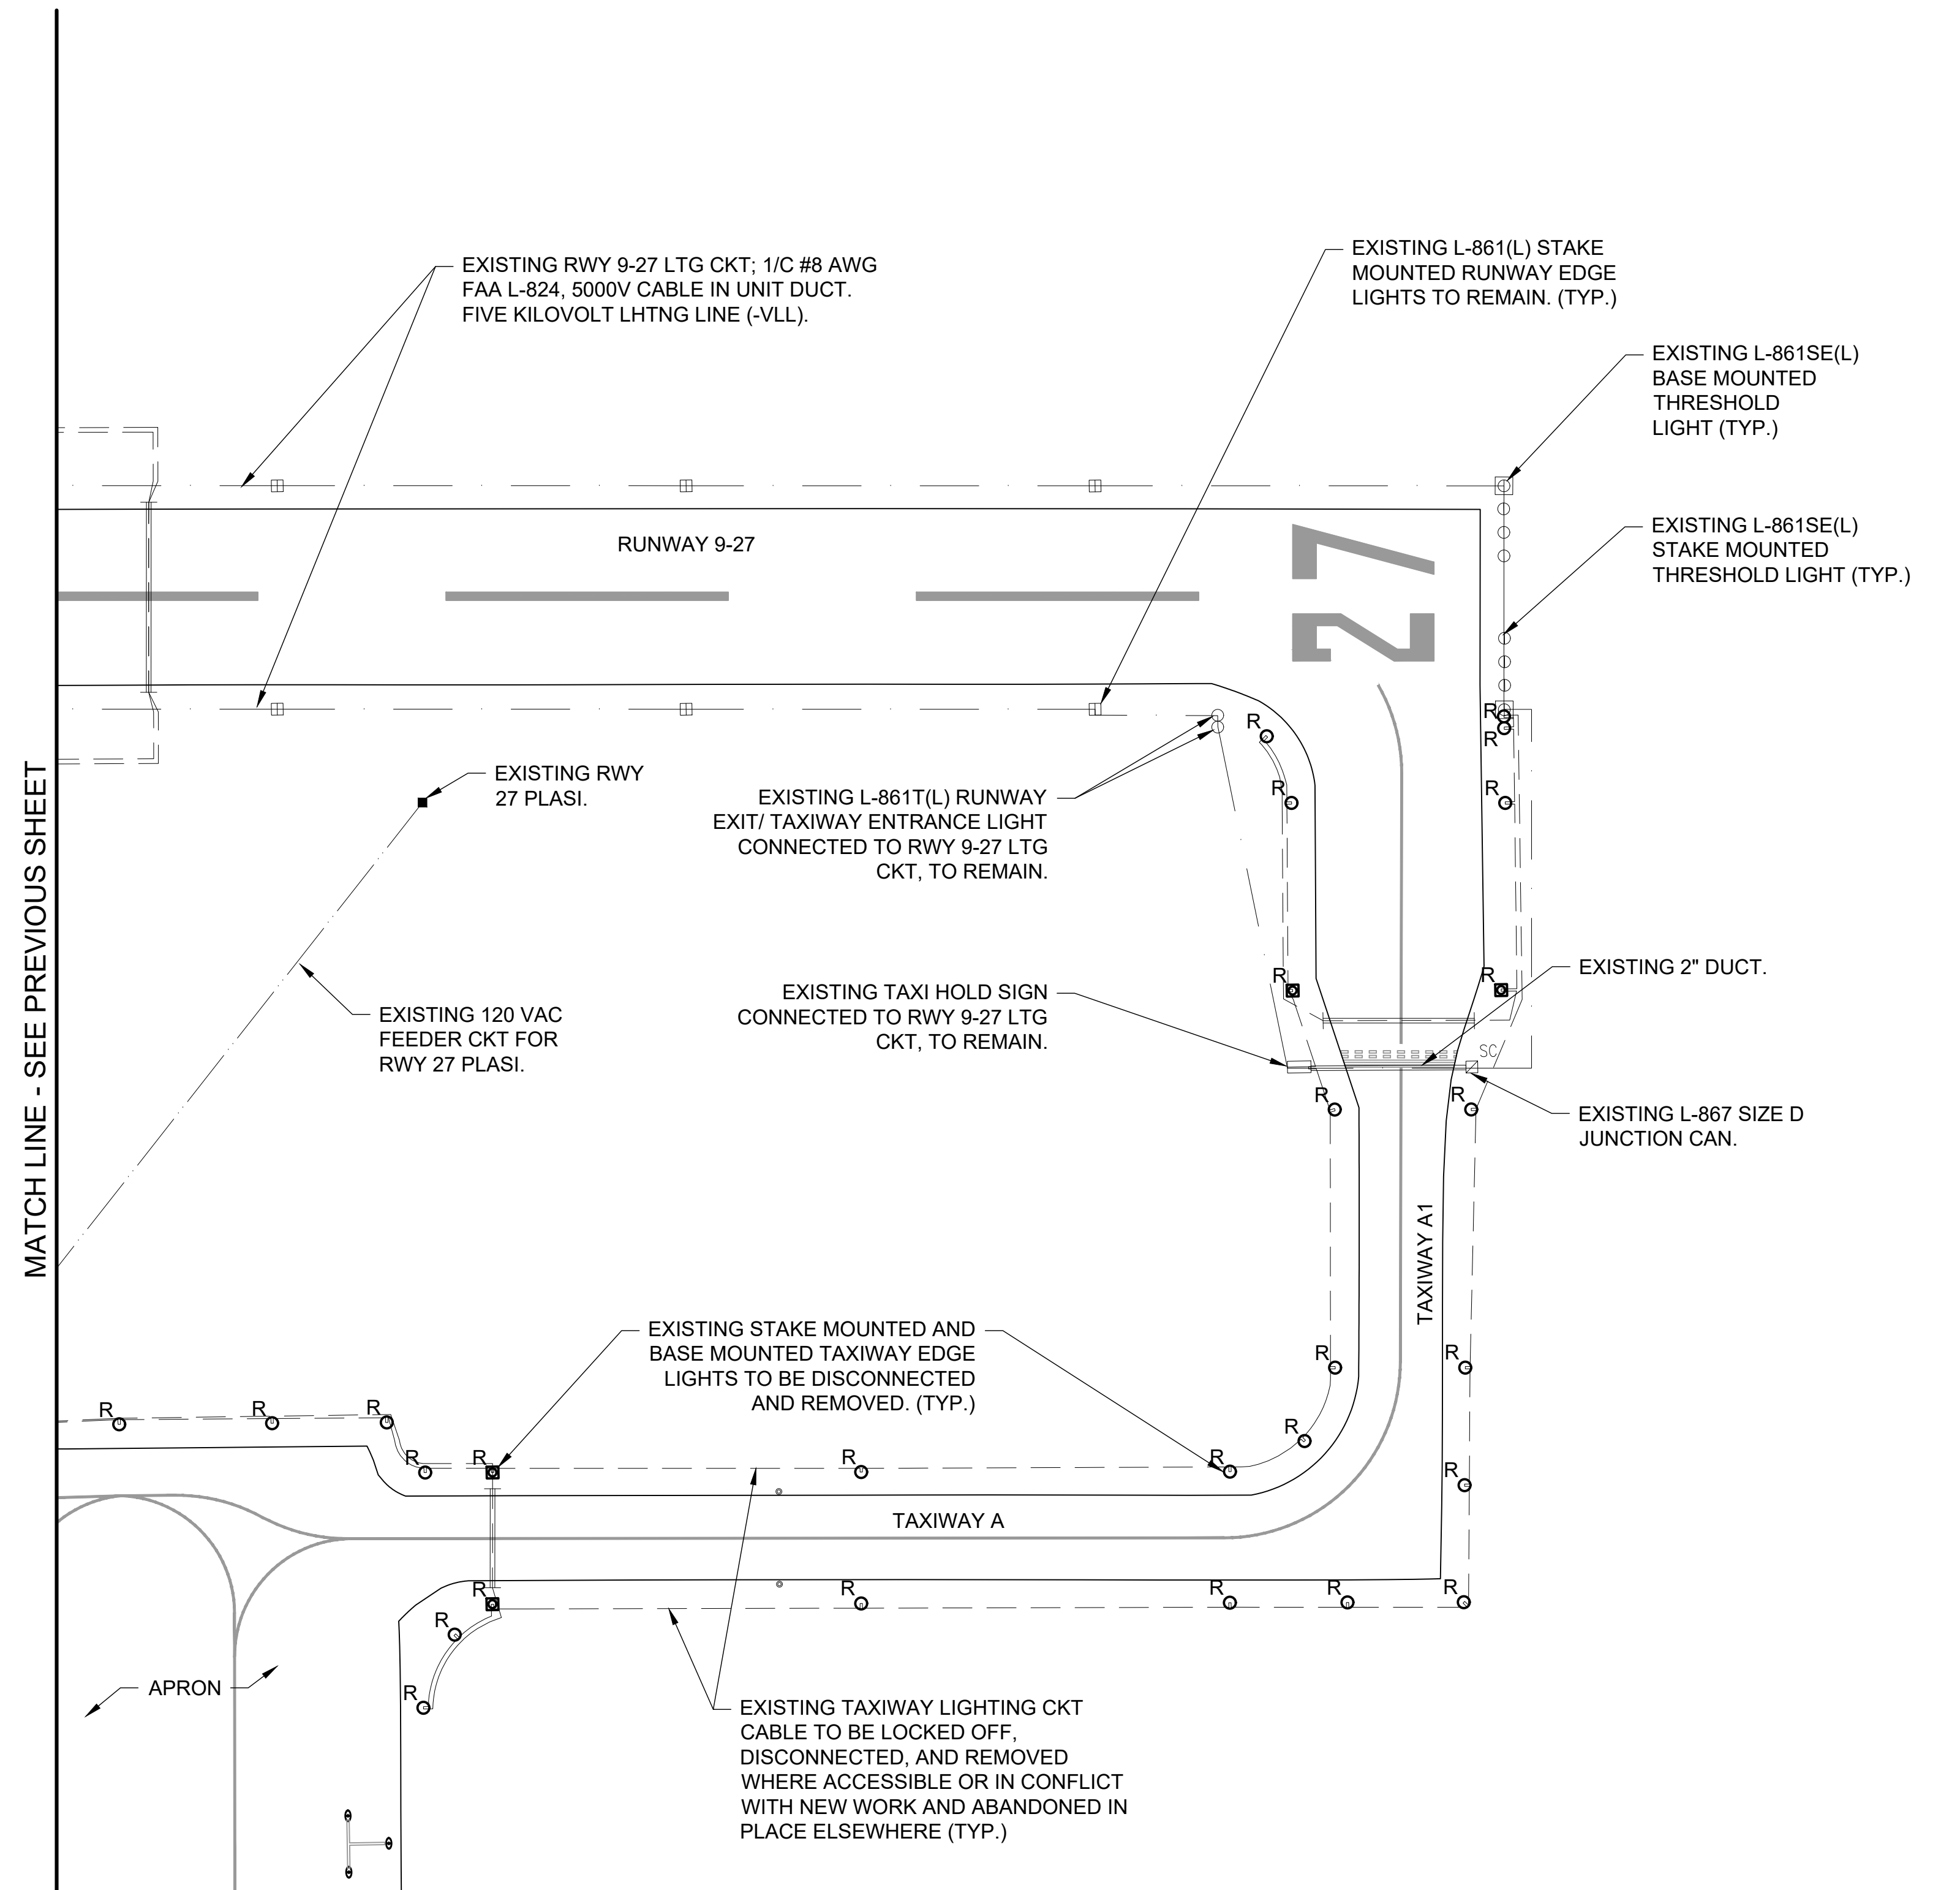 EXISTING L-861(L) STAKE
MOUNTED RUNWAY EDGE
LIGHTS TO REMAIN. (TYP.)
EXISTING RWY 9-27 LTG CKT; 1/C #8 AWG
FAA L-824, 5000V CABLE IN UNIT DUCT.
FIVE KILOVOLT LHTNG LINE (-VLL).
EXISTING L-861SE(L)
BASE MOUNTED
THRESHOLD
LIGHT (TYP.)
EXISTING L-861SE(L)
STAKE MOUNTED
THRESHOLD LIGHT (TYP.)
RUNWAY 9-27
27
R
R
R
R
R
EXISTING RWY
27 PLASI.
EXISTING L-861T(L) RUNWAY
EXIT/ TAXIWAY ENTRANCE LIGHT
CONNECTED TO RWY 9-27 LTG
CKT, TO REMAIN.
MATCH LINE - SEE PREVIOUS SHEET
R
R
EXISTING 2" DUCT.
EXISTING TAXI HOLD SIGN
CONNECTED TO RWY 9-27 LTG
CKT, TO REMAIN.
EXISTING 120 VAC
FEEDER CKT FOR
RWY 27 PLASI.
SC
R
R
EXISTING L-867 SIZE D
JUNCTION CAN.
TAXIWAY A1
EXISTING STAKE MOUNTED AND
BASE MOUNTED TAXIWAY EDGE
LIGHTS TO BE DISCONNECTED
AND REMOVED. (TYP.)
R
R
R
R
R
R
R
R
R
R
R
TAXIWAY A
R
R
R
R
R
R
R
APRON
EXISTING TAXIWAY LIGHTING CKT
CABLE TO BE LOCKED OFF,
DISCONNECTED, AND REMOVED
WHERE ACCESSIBLE OR IN CONFLICT
WITH NEW WORK AND ABANDONED IN
PLACE ELSEWHERE (TYP.)